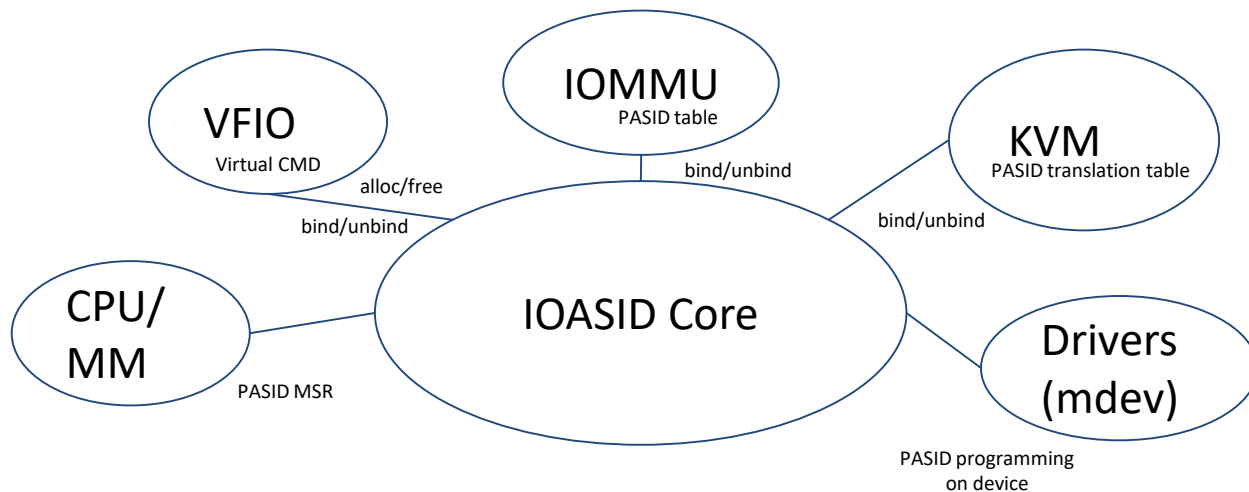 IOMMU
PASID table
VFIO
Virtual CMD
KVM
PASID translation table
alloc/free
bind/unbind
bind/unbind
bind/unbind
CPU/
MM
PASID MSR
IOASID Core
Drivers
(mdev)
PASID programming
on device